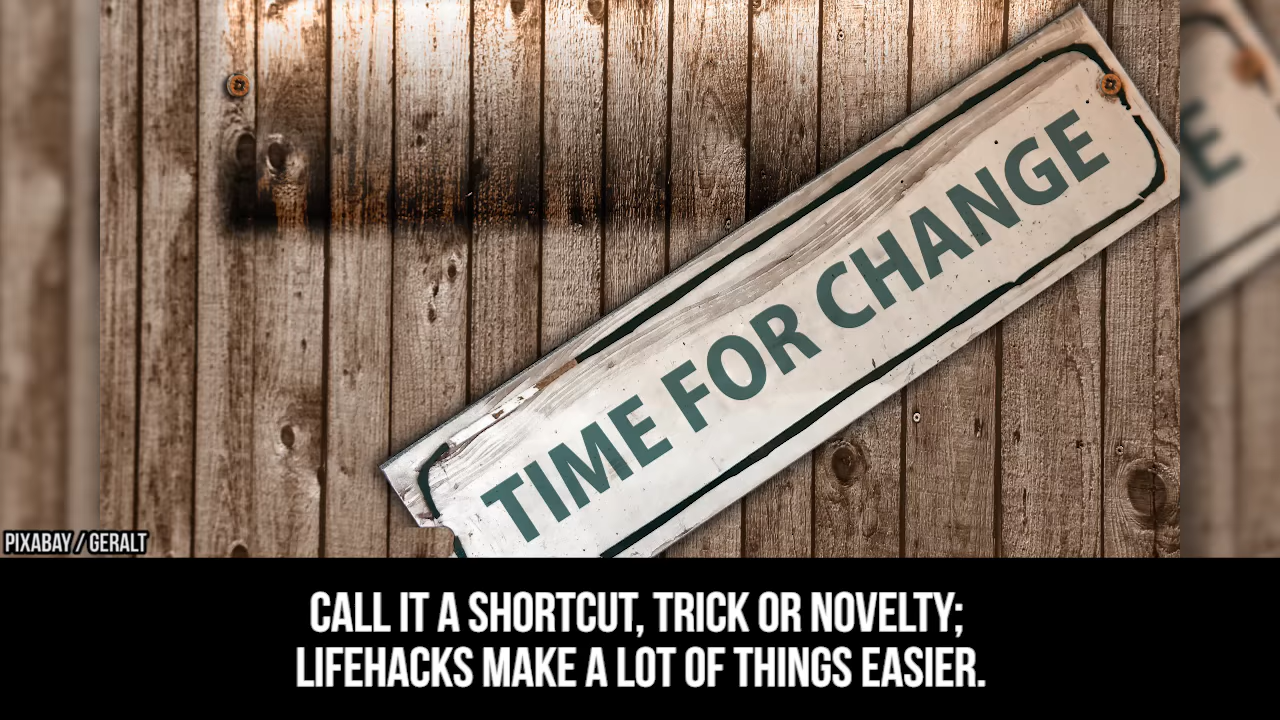 TIME FOR CHANGE
E
PIXABAY / GERALT
CALL IT A SHORTCUT, TRICK OR NOVELTY;
LIFEHACKS MAKE A LOT OF THINGS EASIER.